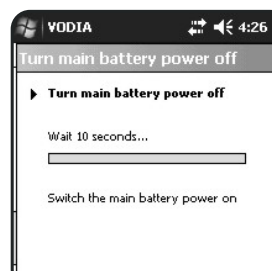 VODIA 4:26
Turn main battery power off
Turn main battery power off
Wait 10 seconds...
Switch the main battery power on